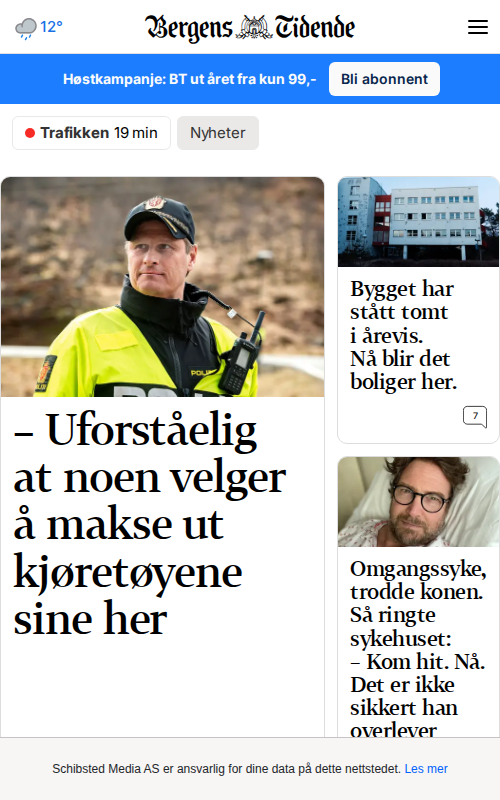 12°
Bergens Tidende
Høstkampanje: BT ut året fra kun 99,-
Bli abonnent
Trafikken 19 min
Nyheter
POLITI
– Uforståelig
at noen velger
å makse ut
kjøretøyene
sine her
Bygget har
stått tomt
i årevis.
Nå blir det
boliger her.
7
Omgangssyke,
trodde konen.
Så ringte
sykehuset:
– Kom hit. Nå.
Det er ikke
sikkert han
overlever
Schibsted Media AS er ansvarlig for dine data på dette nettstedet. Les mer